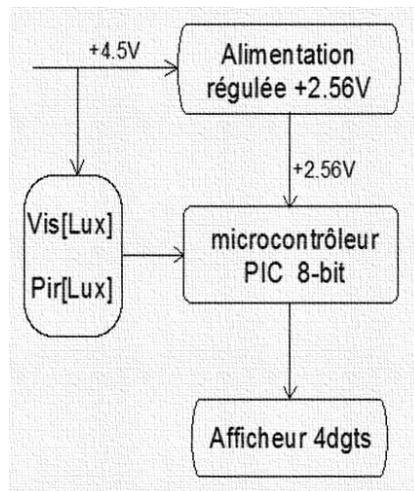 +4.5V
Alimentation
régulée +2.56V
+2.56V
Vis[Lux]
Pir[Lux]
microcontrôleur
PIC 8-bit
Afficheur 4dgts